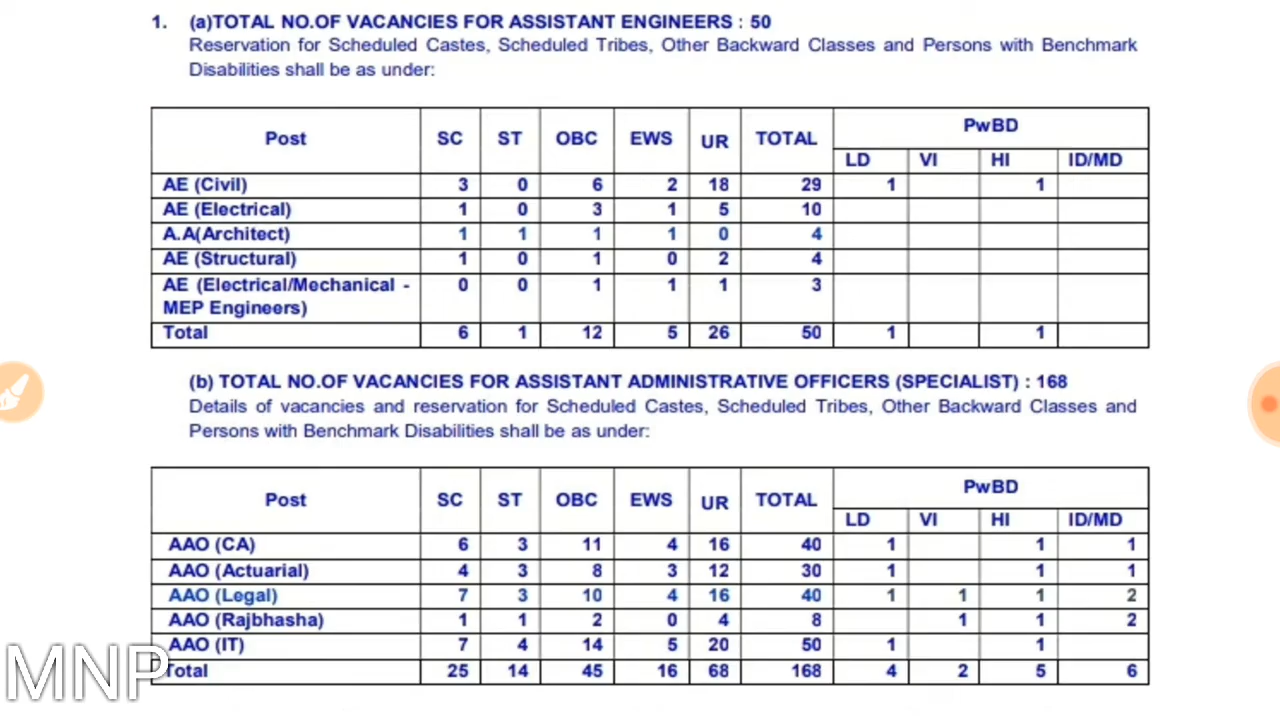 1. (a)TOTAL NO.OF VACANCIES FOR ASSISTANT ENGINEERS : 50
Reservation for Scheduled Castes, Scheduled Tribes, Other Backward Classes and Persons with Benchmark
Disabilities shall be as under:
Post SC ST OBC EWS UR TOTAL PwBD
LD VI HI ID/MD
AE (Civil) 3 0 6 2 18 29 1 1
AE (Electrical) 1 0 3 1 5 10
A.A(Architect) 1 1 1 1 0 4
AE (Structural) 1 0 1 0 2 4
AE (Electrical/Mechanical - 0 0 1 1 1 3
MEP Engineers)
Total 6 1 12 5 26 50 1 1
(b) TOTAL NO.OF VACANCIES FOR ASSISTANT ADMINISTRATIVE OFFICERS (SPECIALIST) : 168
Details of vacancies and reservation for Scheduled Castes, Scheduled Tribes, Other Backward Classes and
Persons with Benchmark Disabilities shall be as under:
Post SC ST OBC EWS UR TOTAL PwBD
LD VI HI ID/MD
AAO (CA) 6 3 11 4 16 40 1 1 1
AAO (Actuarial) 4 3 8 3 12 30 1 1 1
AAO (Legal) 7 3 10 4 16 40 1 1 1 2
AAO (Rajbhasha) 1 1 2 0 4 8 1 1 2
AAO (IT) 7 4 14 5 20 50 1 1
Total 25 14 45 16 68 168 4 2 5 6
MNP